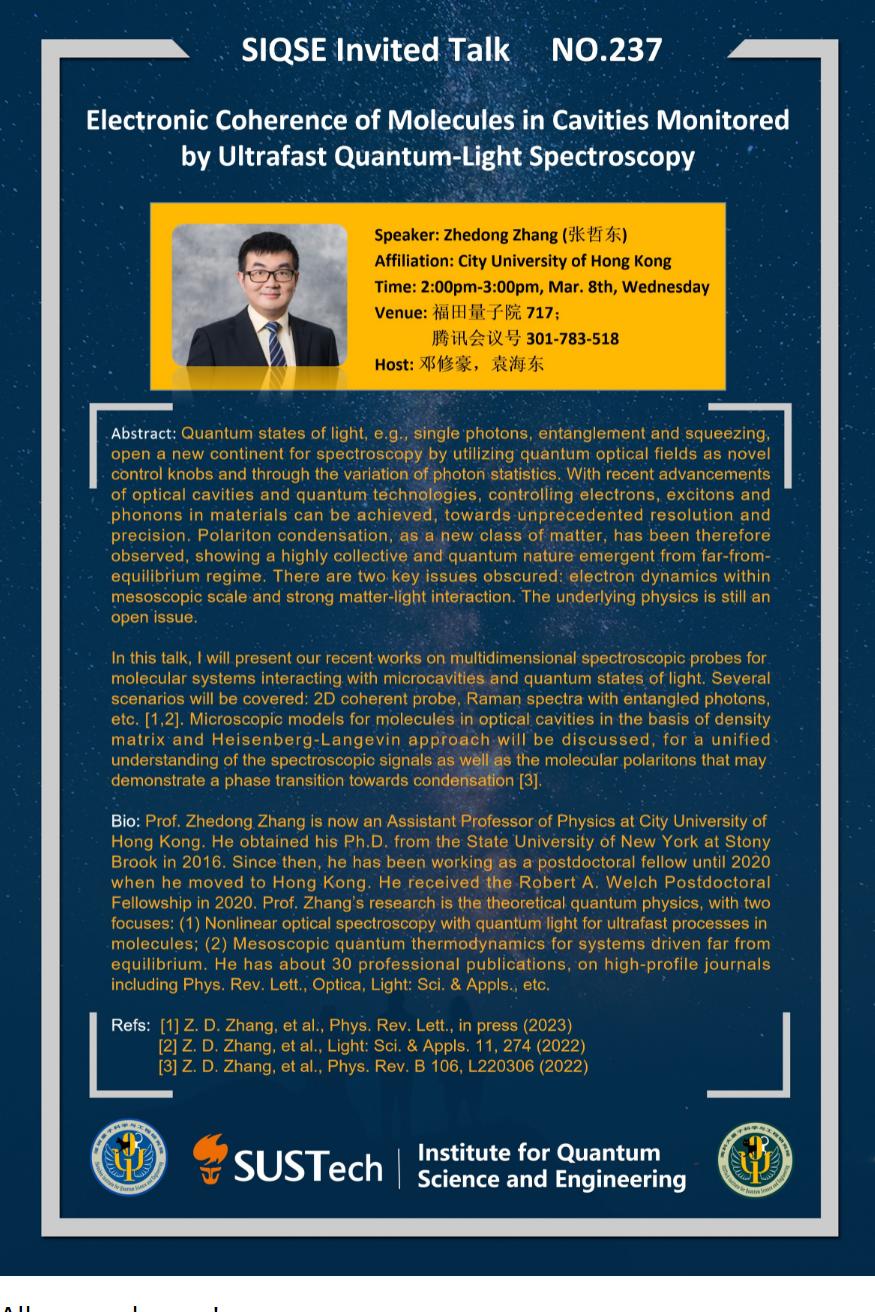 SIQSE Invited Talk NO.237
Electronic Coherence of Molecules in Cavities Monitored
by Ultrafast Quantum-Light Spectroscopy
Speaker: Zhedong Zhang (张哲东)
Affiliation: City University of Hong Kong
Time: 2:00pm-3:00pm, Mar. 8th, Wednesday
Venue: 福田量子院 717;
腾讯会议号 301-783-518
Host: 邓修豪，袁海东
Abstract: Quantum states of light, e.g., single photons, entanglement and squeezing,
open a new continent for spectroscopy by utilizing quantum optical fields as novel
control knobs and through the variation of photon statistics. With recent advancements
of optical cavities and quantum technologies, controlling electrons, excitons and
phonons in materials can be achieved, towards unprecedented resolution and
precision. Polariton condensation, as a new class of matter, has been therefore
observed, showing a highly collective and quantum nature emergent from far-from-
equilibrium regime. There are two key issues obscured: electron dynamics within
mesoscopic scale and strong matter-light interaction. The underlying physics is still an
open issue.
In this talk, I will present our recent works on multidimensional spectroscopic probes for
molecular systems interacting with microcavities and quantum states of light. Several
scenarios will be covered: 2D coherent probe, Raman spectra with entangled photons,
etc. [1,2]. Microscopic models for molecules in optical cavities in the basis of density
matrix and Heisenberg-Langevin approach will be discussed, for a unified
understanding of the spectroscopic signals as well as the molecular polaritons that may
demonstrate a phase transition towards condensation [3].
Bio: Prof. Zhedong Zhang is now an Assistant Professor of Physics at City University of
Hong Kong. He obtained his Ph.D. from the State University of New York at Stony
Brook in 2016. Since then, he has been working as a postdoctoral fellow until 2020
when he moved to Hong Kong. He received the Robert A. Welch Postdoctoral
Fellowship in 2020. Prof. Zhang's research is the theoretical quantum physics, with two
focuses: (1) Nonlinear optical spectroscopy with quantum light for ultrafast processes in
molecules; (2) Mesoscopic quantum thermodynamics for systems driven far from
equilibrium. He has about 30 professional publications, on high-profile journals
including Phys. Rev. Lett., Optica, Light: Sci. & Appls., etc.
Refs: [1] Z. D. Zhang, et al., Phys. Rev. Lett., in press (2023)
[2] Z. D. Zhang, et al., Light: Sci. & Appls. 11, 274 (2022)
[3] Z. D. Zhang, et al., Phys. Rev. B 106, L220306 (2022)
SUSTech
Institute for Quantum
Science and Engineering